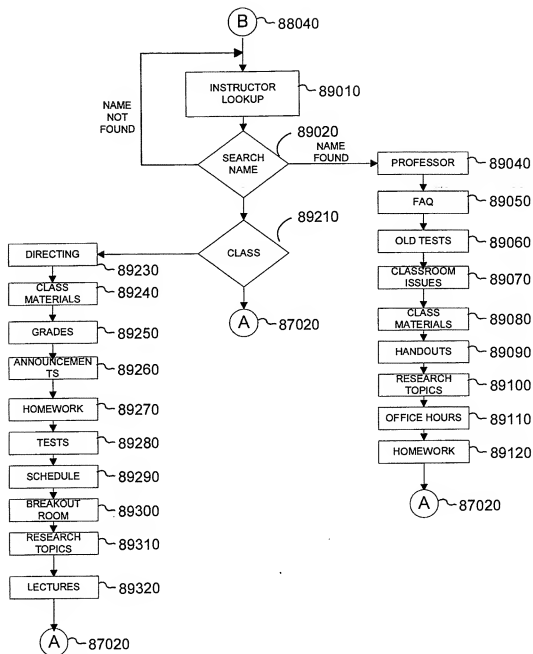 B
88040
INSTRUCTOR
LOOKUP
89010
NAME
NOT
FOUND
89020
SEARCH
NAME
NAME
FOUND
PROFESSOR
89040
FAQ
89050
OLD TESTS
89060
CLASSROOM
ISSUES
89070
CLASS
MATERIALS
89080
HANDOUTS
89090
RESEARCH
TOPICS
89100
OFFICE HOURS
89110
HOMEWORK
89120
A
87020
89210
CLASS
A
87020
DIRECTING
89230
CLASS
MATERIALS
89240
GRADES
89250
ANNOUNCEMEN
TS
89260
HOMEWORK
89270
TESTS
89280
SCHEDULE
89290
BREAKOUT
ROOM
89300
RESEARCH
TOPICS
89310
LECTURES
89320
A
87020